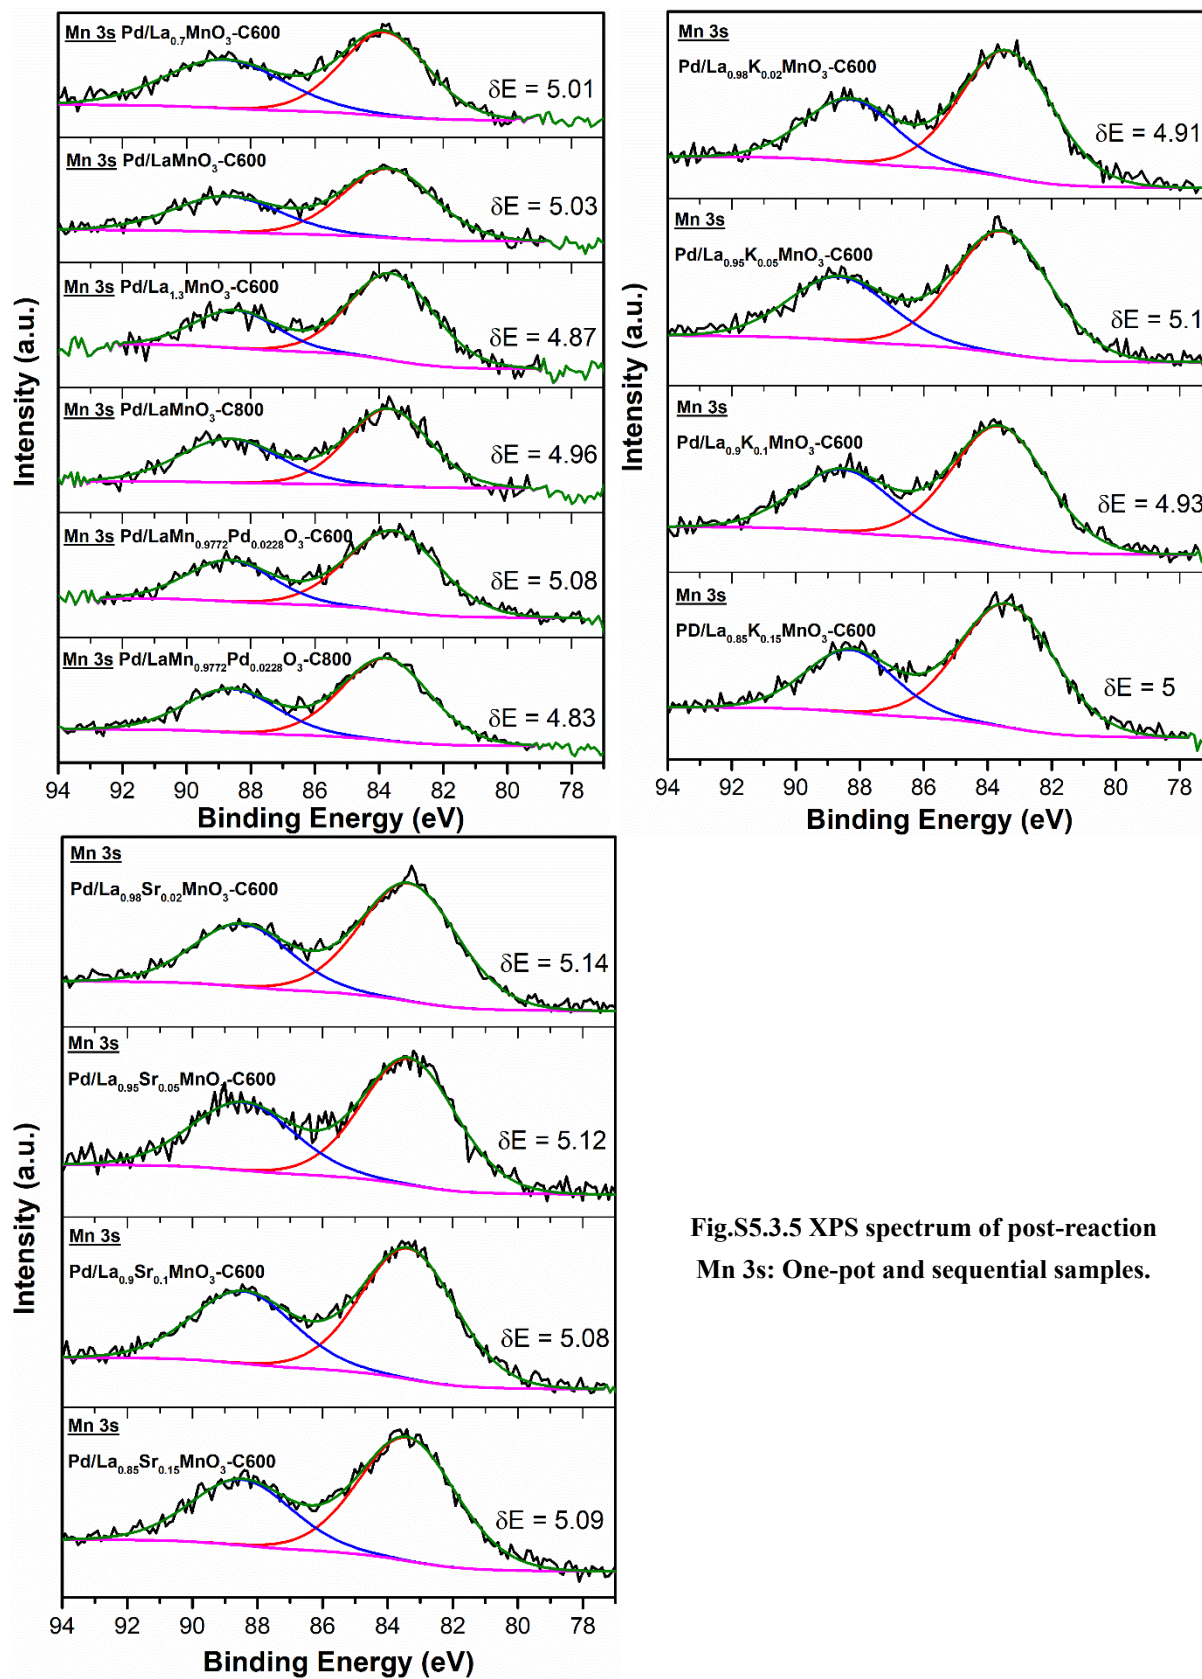 Mn 3s Pd/La0.7MnO3-C600
δE = 5.01
Mn 3s Pd/LaMnO3-C600
δE = 5.03
Mn 3s Pd/La1.3MnO3-C600
δE = 4.87
Mn 3s Pd/LaMnO3-C800
δE = 4.96
Mn 3s Pd/LaMn0.9772Pd0.0228O3-C600
δE = 5.08
Mn 3s Pd/LaMn0.9772Pd0.0228O3-C800
δE = 4.83
94 92 90 88 86 84 82 80 78
Binding Energy (eV)
Intensity (a.u.)
Mn 3s
Pd/La0.98K0.02MnO3-C600
δE = 4.91
Mn 3s
Pd/La0.95K0.05MnO3-C600
δE = 5.1
Mn 3s
Pd/La0.9K0.1MnO3-C600
δE = 4.93
Mn 3s
PD/La0.85K0.15MnO3-C600
δE = 5
94 92 90 88 86 84 82 80 78
Binding Energy (eV)
Intensity (a.u.)
Mn 3s
Pd/La0.98Sr0.02MnO3-C600
δE = 5.14
Mn 3s
Pd/La0.95Sr0.05MnO3-C600
δE = 5.12
Mn 3s
Pd/La0.9Sr0.1MnO3-C600
δE = 5.08
Mn 3s
Pd/La0.85Sr0.15MnO3-C600
δE = 5.09
94 92 90 88 86 84 82 80 78
Binding Energy (eV)
Intensity (a.u.)
Fig.S5.3.5 XPS spectrum of post-reaction
Mn 3s: One-pot and sequential samples.